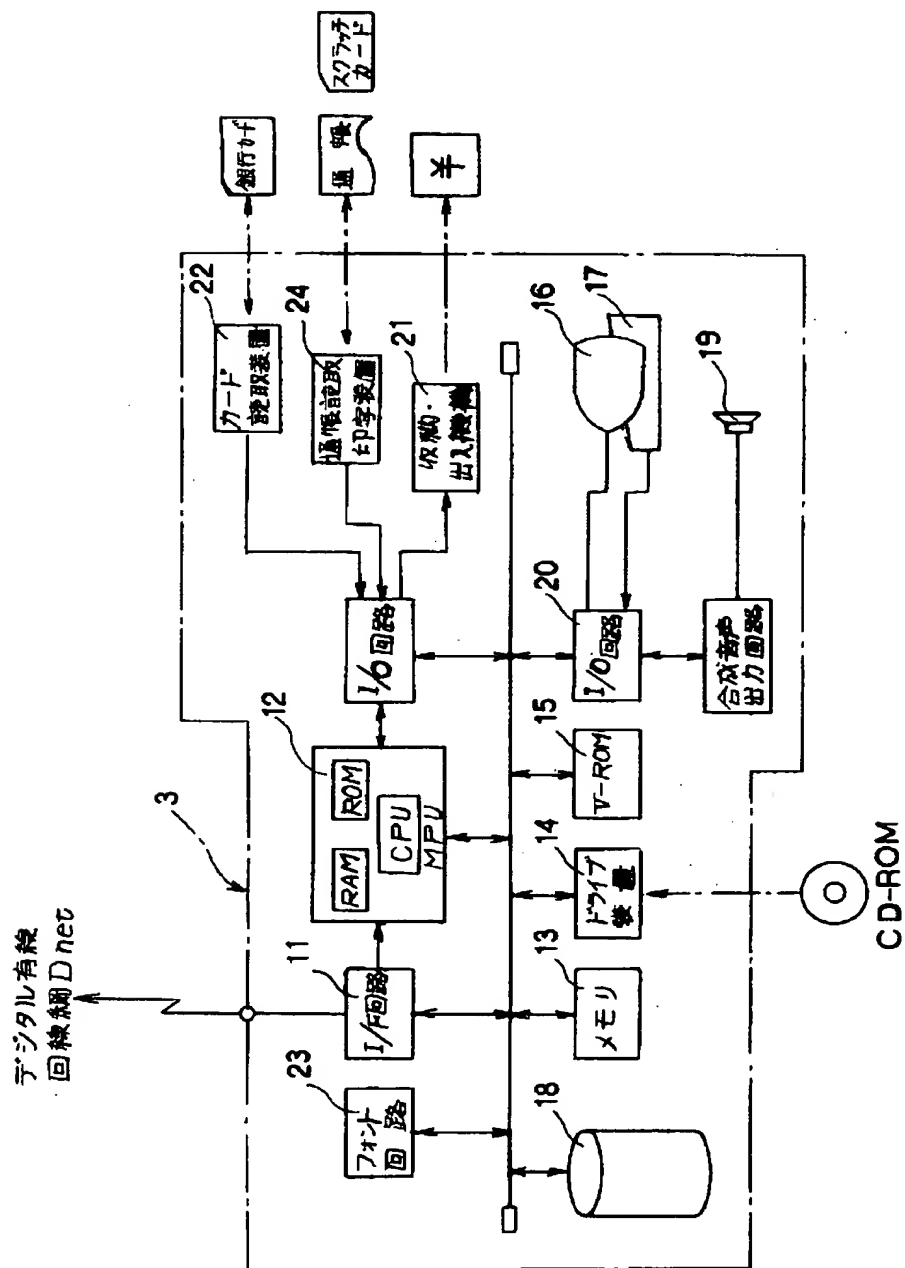 デジタル有線
回線網Dnet
3
23
フォント
回路
11
I/F回路
12
RAM
ROM
CPU
MPU
I/O回路
22
カード
読取装置
24
通帳読取
印字装置
21
収納・
出入機構
銀行カード
通帳
スクラッチ
カード
¥
18
13
メモリ
14
ドライブ
装置
CD-ROM
15
V-ROM
20
I/O回路
16
17
合成音声
出力回路
19